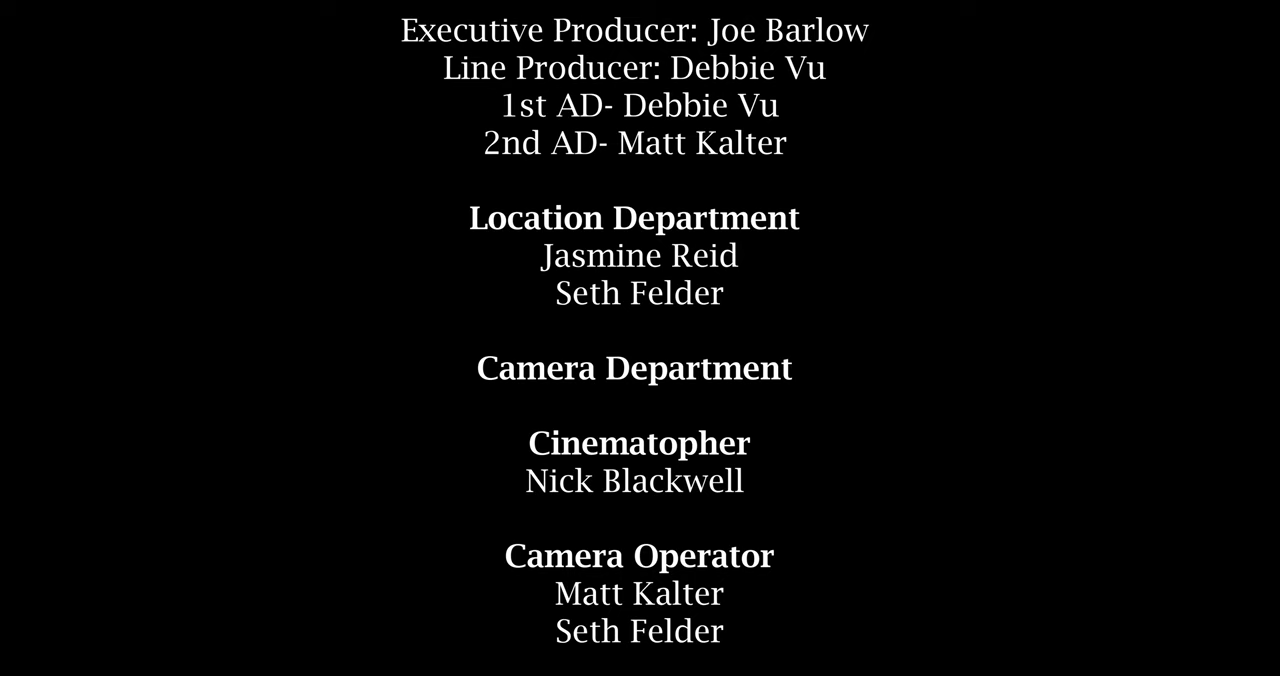 Executive Producer: Joe Barlow
Line Producer: Debbie Vu
1st AD- Debbie Vu
2nd AD- Matt Kalter
Location Department
Jasmine Reid
Seth Felder
Camera Department
Cinematopher
Nick Blackwell
Camera Operator
Matt Kalter
Seth Felder